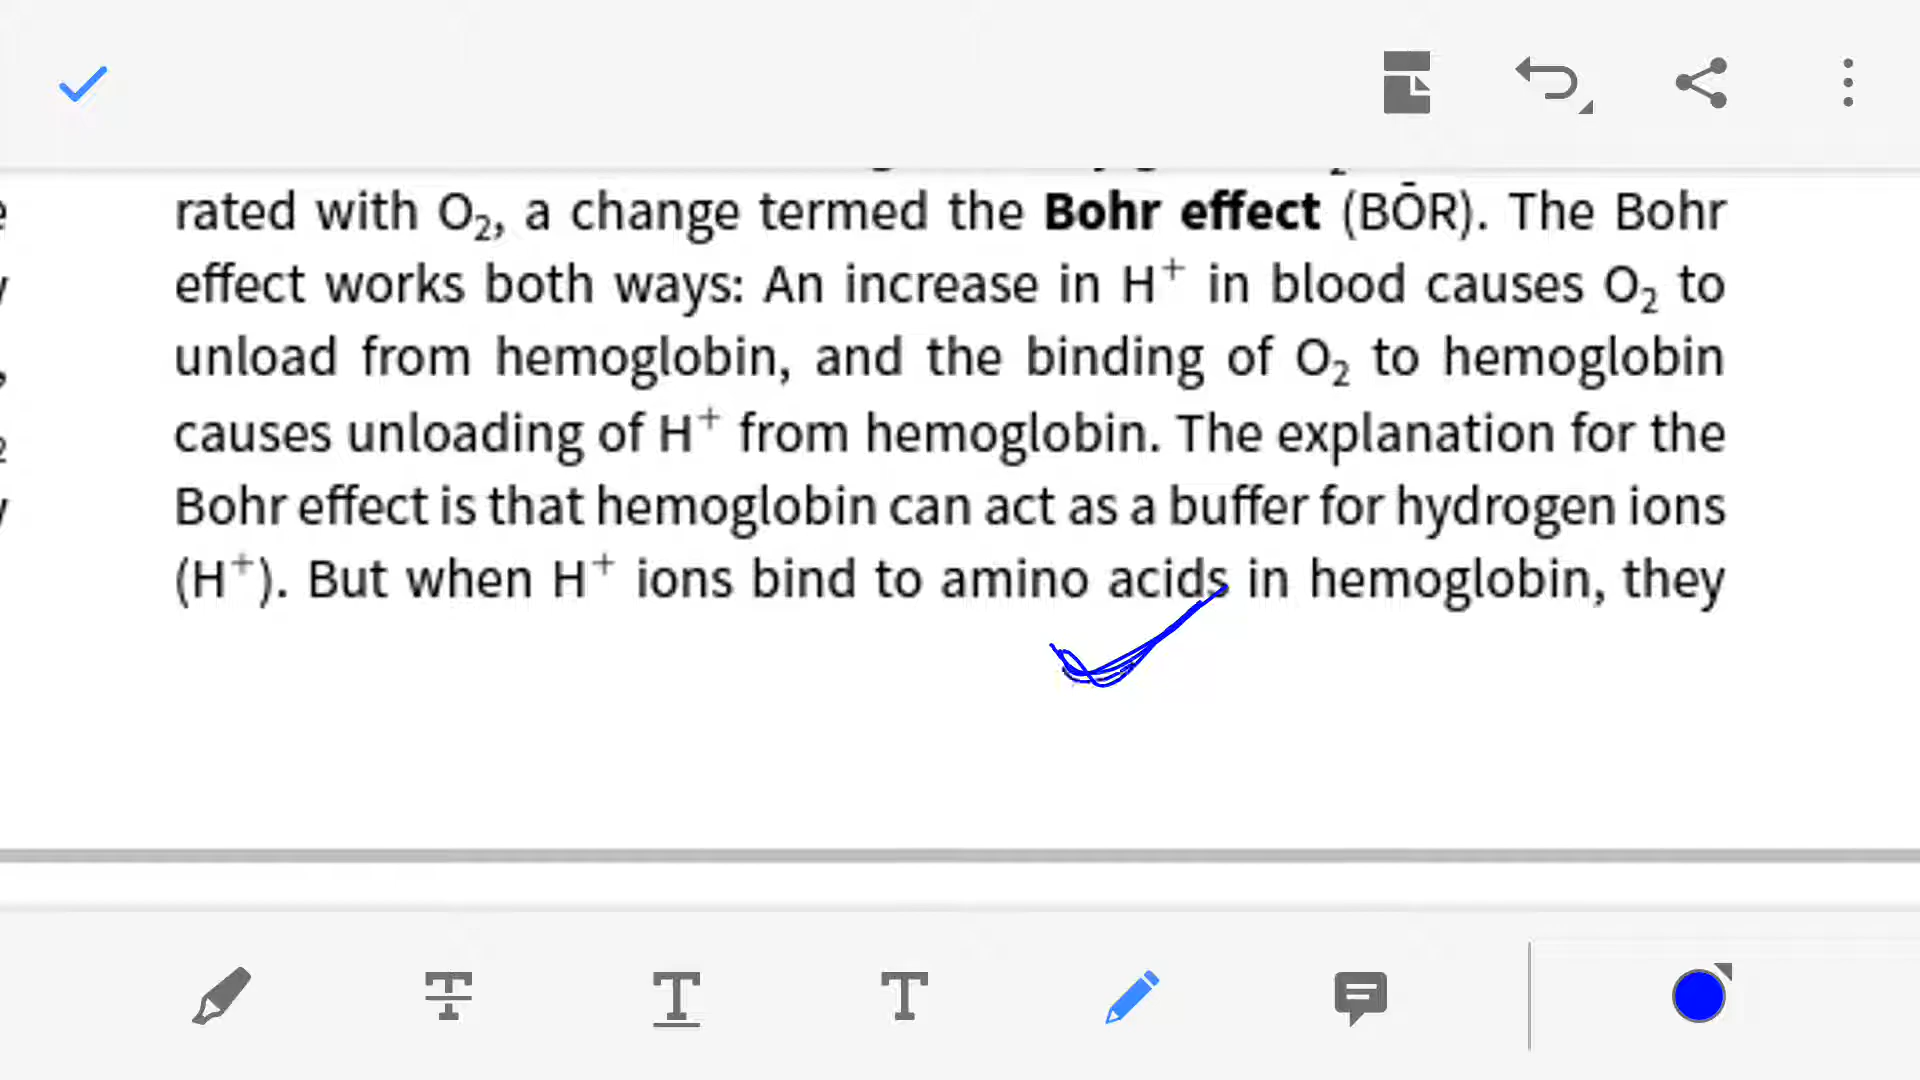 rated with O₂, a change termed the Bohr effect (BŌR). The Bohr
effect works both ways: An increase in H⁺ in blood causes O₂ to
unload from hemoglobin, and the binding of O₂ to hemoglobin
causes unloading of H⁺ from hemoglobin. The explanation for the
Bohr effect is that hemoglobin can act as a buffer for hydrogen ions
(H⁺). But when H⁺ ions bind to amino acids in hemoglobin, they